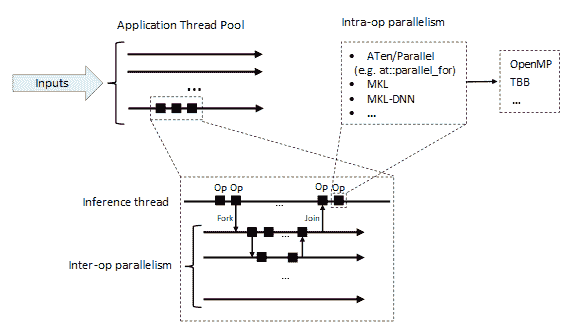 Application Thread Pool
Intra-op parallelism
Inputs
...
• ATen/Parallel
(e.g. at::parallel_for)
• MKL
• MKL-DNN
• ...
OpenMP
TBB
...
Op Op
Op Op
Inference thread
...
Fork
Join
...
Inter-op parallelism
...